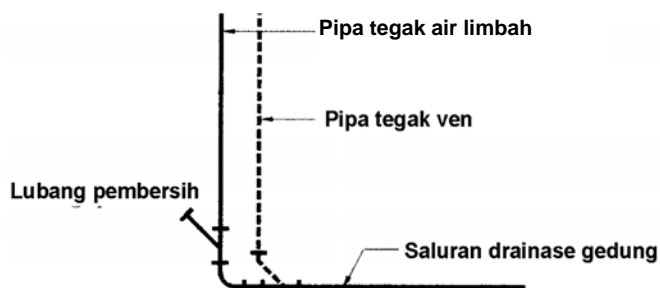 Pipa tegak air limbah
Pipa tegak ven
Lubang pembersih
Saluran drainase gedung